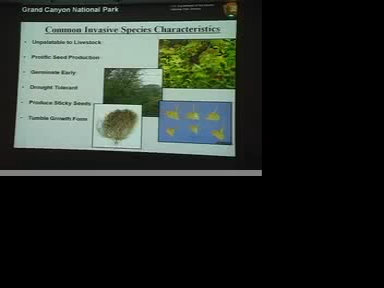 Grand Canyon National Park
Common Invasive Species Characteristics
• Unpalatable to Livestock
• Prolific Seed Production
• Germinate Early
• Drought Tolerant
• Produce Sticky Seeds
• Tumble Growth Form